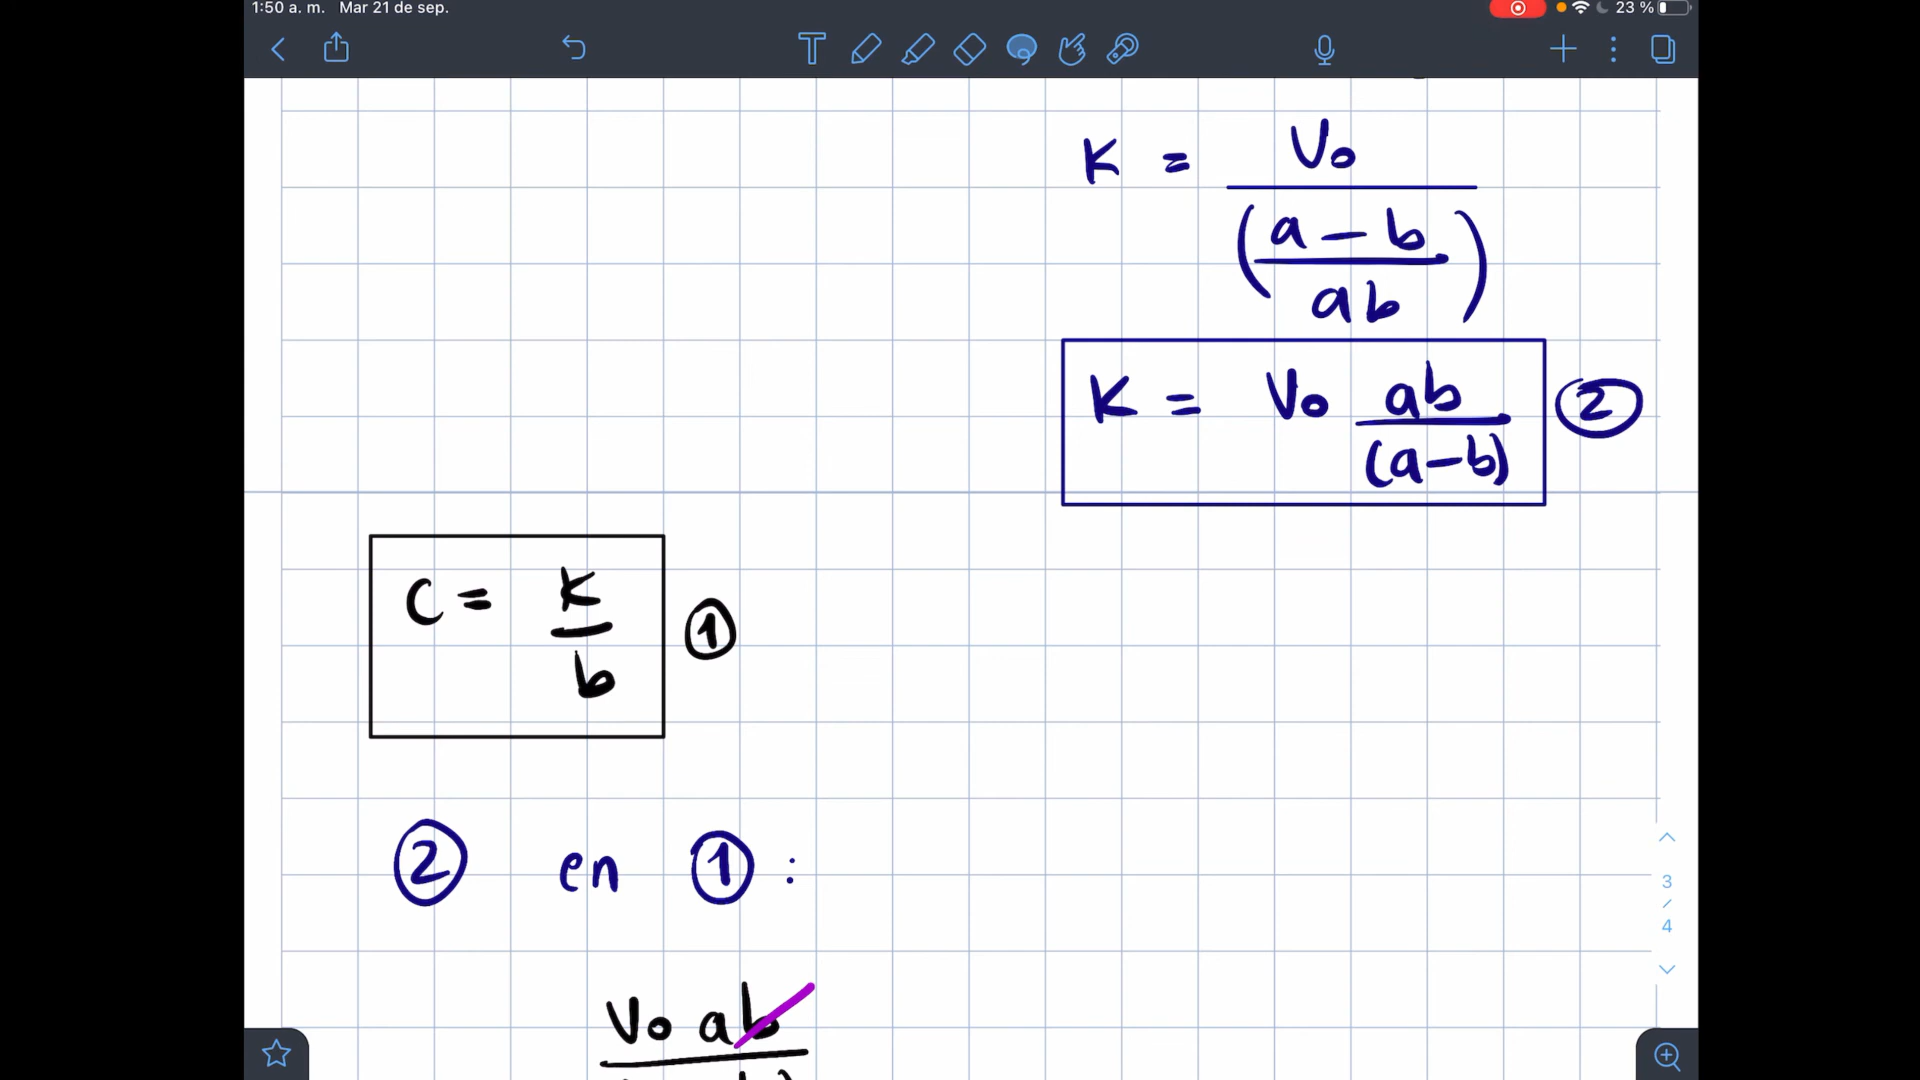 1:50 a. m. Mar 21 de sep. 23 %
T
K = Vo / ((a - b) / ab)
K = Vo ab / (a-b) ②
C = K / b ①
② en ① :
3 / 4
Vo ab